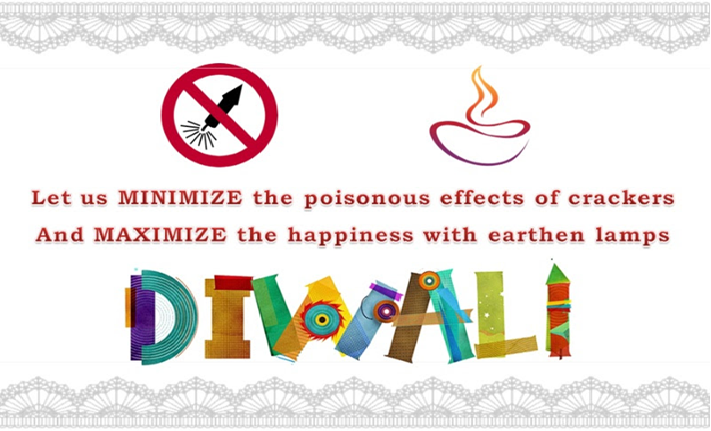 Let us MINIMIZE the poisonous effects of crackers
And MAXIMIZE the happiness with earthen lamps
DIWALI